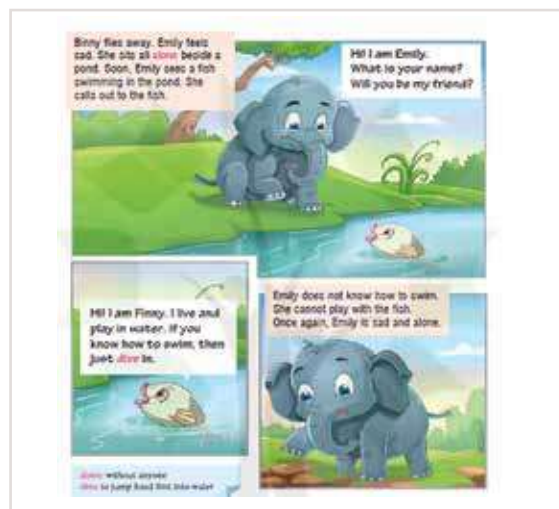 Binny flies away. Emily feels
sad. She sits all alone beside a
pond. Soon, Emily sees a fish
swimming in the pond. She
calls out to the fish.
Hi! I am Emily.
What is your name?
Will you be my friend?
Hi! I am Finny. I live and
play in water. If you
know how to swim, then
just dive in.
Emily does not know how to swim.
She cannot play with the fish.
Once again, Emily is sad and alone.
alone: without anyone
dive: to jump head first into water